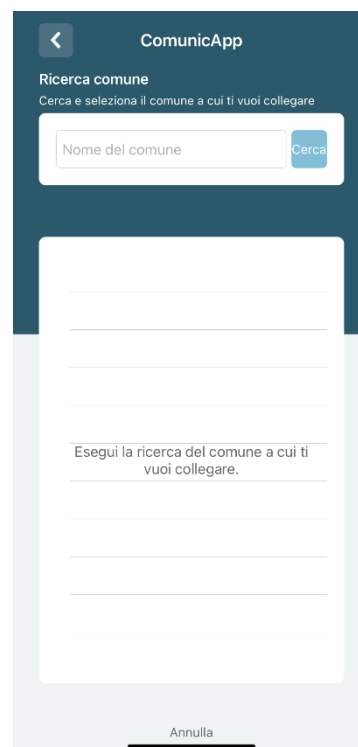 ComunicApp
Ricerca comune
Cerca e seleziona il comune a cui ti vuoi collegare
Nome del comune
Cerca
Esegui la ricerca del comune a cui ti
vuoi collegare.
Annulla